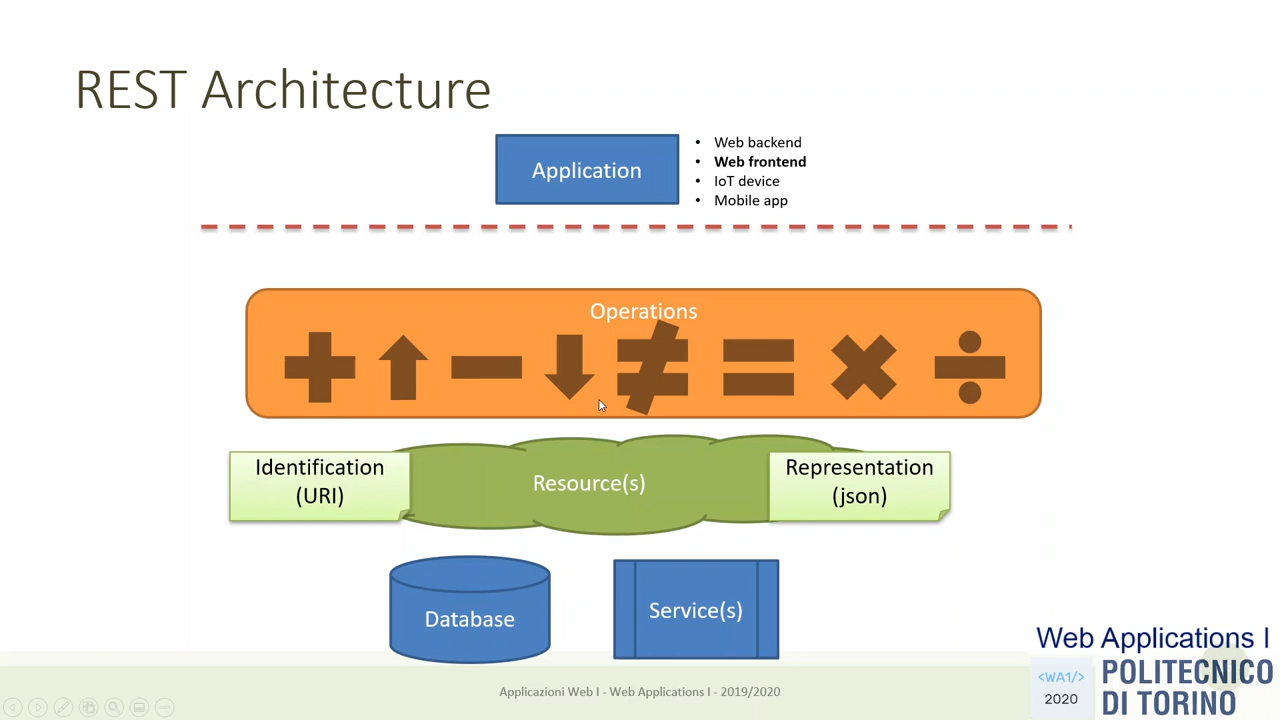 REST Architecture
Application
• Web backend
• Web frontend
• IoT device
• Mobile app
Operations
Identification
(URI)
Resource(s)
Representation
(json)
Database
Service(s)
Web Applications I
<WA1/>
2020
POLITECNICO
DI TORINO
Applicazioni Web I - Web Applications I - 2019/2020